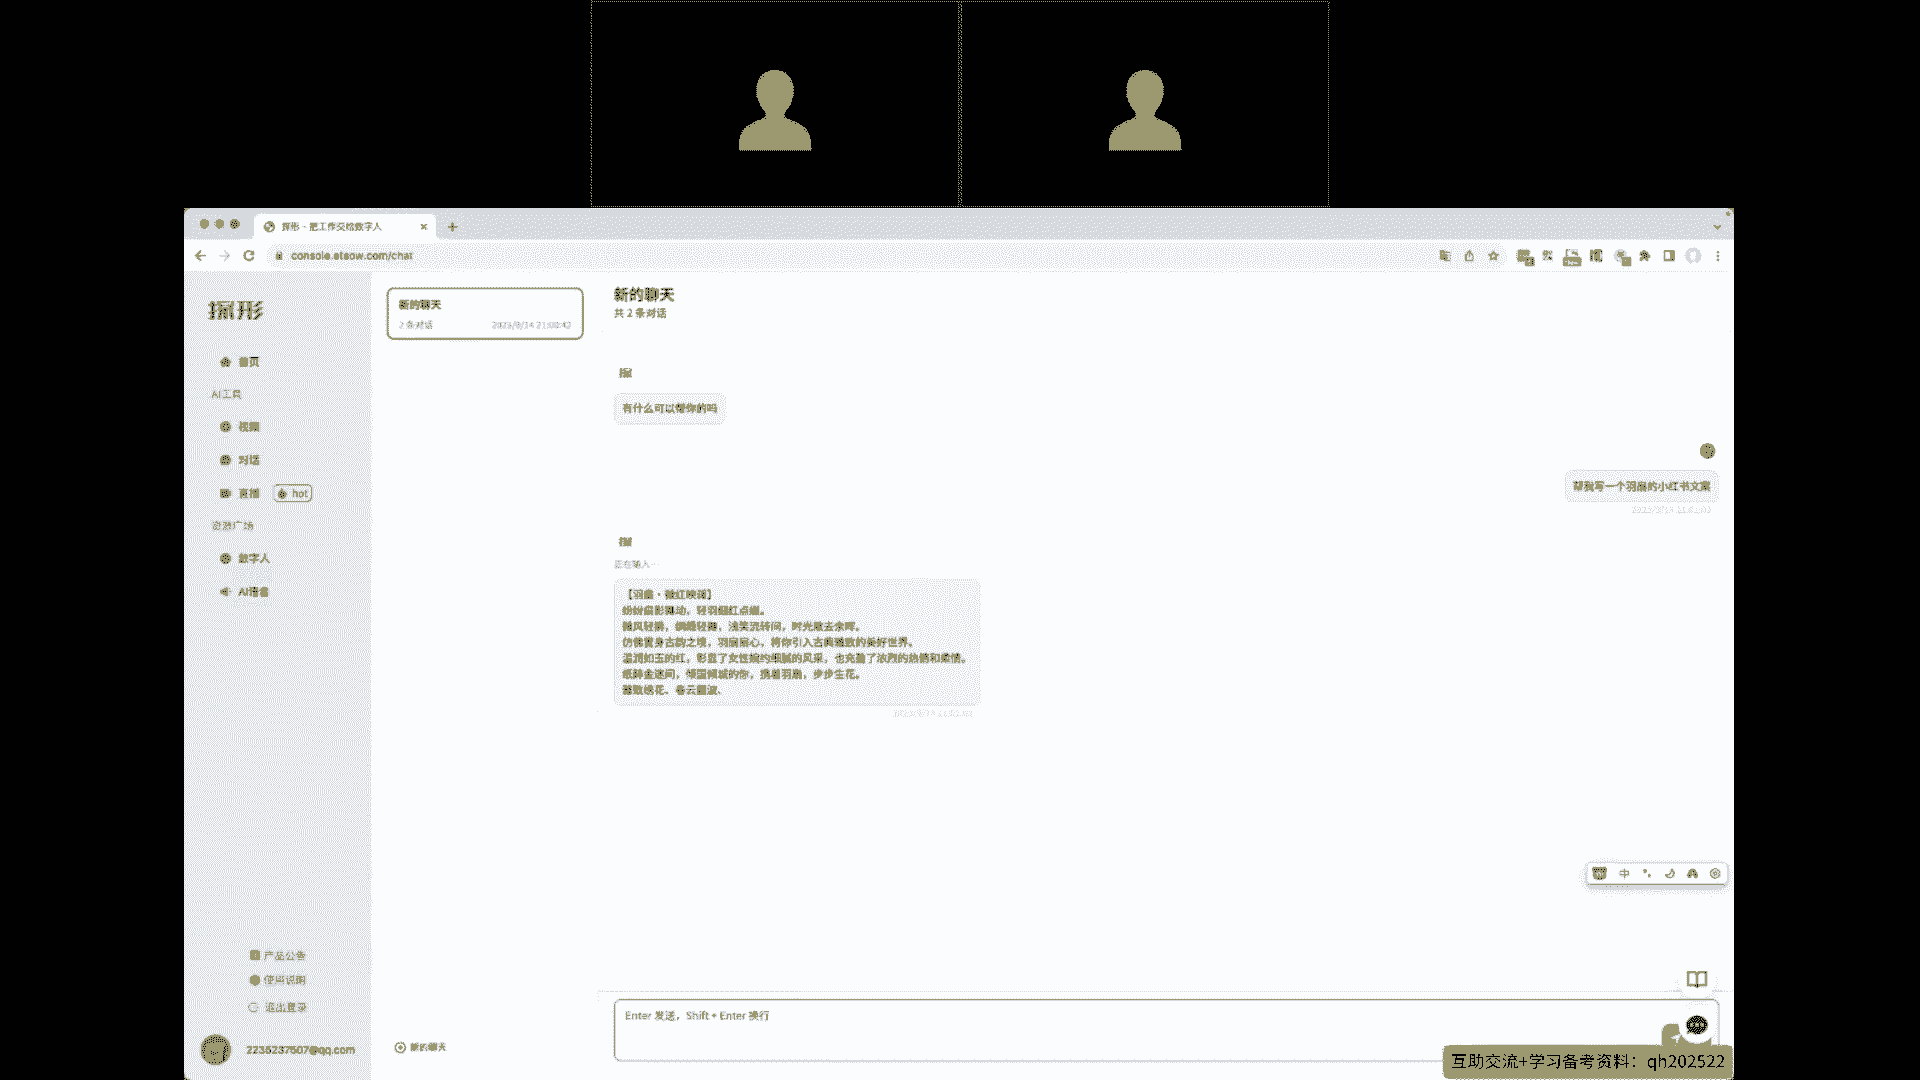 探形 - 把工作交给数字人
console.etsow.com/chat
探形
首页
AI工具
视频
对话
直播
hot
资源广场
数字人
AI语音
产品公告
使用说明
退出登录
2235237507@qq.com
新的聊天
2 条对话
2023/8/14 21:00:42
新的聊天
新的聊天
共 2 条对话
有什么可以帮你的吗
帮我写一个羽扇的小红书文案
正在输入…
【羽扇·微红映阔】
纷纷扇影舞动，轻羽翩红点缀。
微风轻拂，绸缎轻舞，浅笑流转间，时光散去余晖。
仿佛置身古韵之境，羽扇扇心，将你引入古典雅致的美好世界。
温润如玉的红，彰显了女性婉约细腻的风采，也充盈了浓烈的热情和柔情。
纸醉金迷间，倾国倾城的你，携着羽扇，步步生花。
雅致绣花、卷云叠波、
中
Enter 发送，Shift + Enter 换行
互助交流+学习备考资料：qh202522